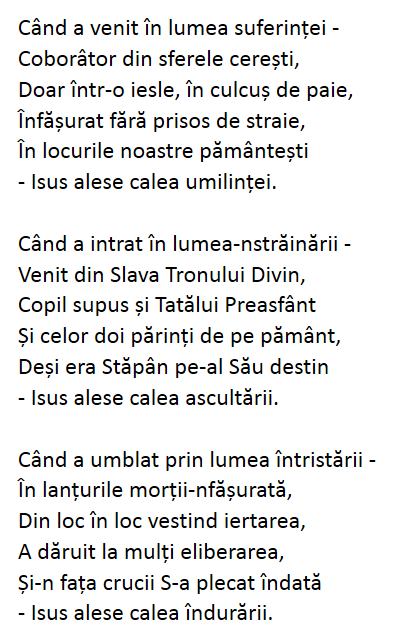 Când a venit în lumea suferinței -
Coborâtor din sferele cerești,
Doar într-o iesle, în culcuș de paie,
Înfășurat fără prisos de straie,
În locurile noastre pământești
- Isus alese calea umilinței.

Când a intrat în lumea-nstrăinării -
Venit din Slava Tronului Divin,
Copil supus și Tatălui Preasfânt
Și celor doi părinți de pe pământ,
Deși era Stăpân pe-al Său destin
- Isus alese calea ascultării.

Când a umblat prin lumea întristării -
În lanțurile morții-nfășurată,
Din loc în loc vestind iertarea,
A dăruit la mulți eliberarea,
Și-n fața crucii S-a plecat îndată
- Isus alese calea îndurării.